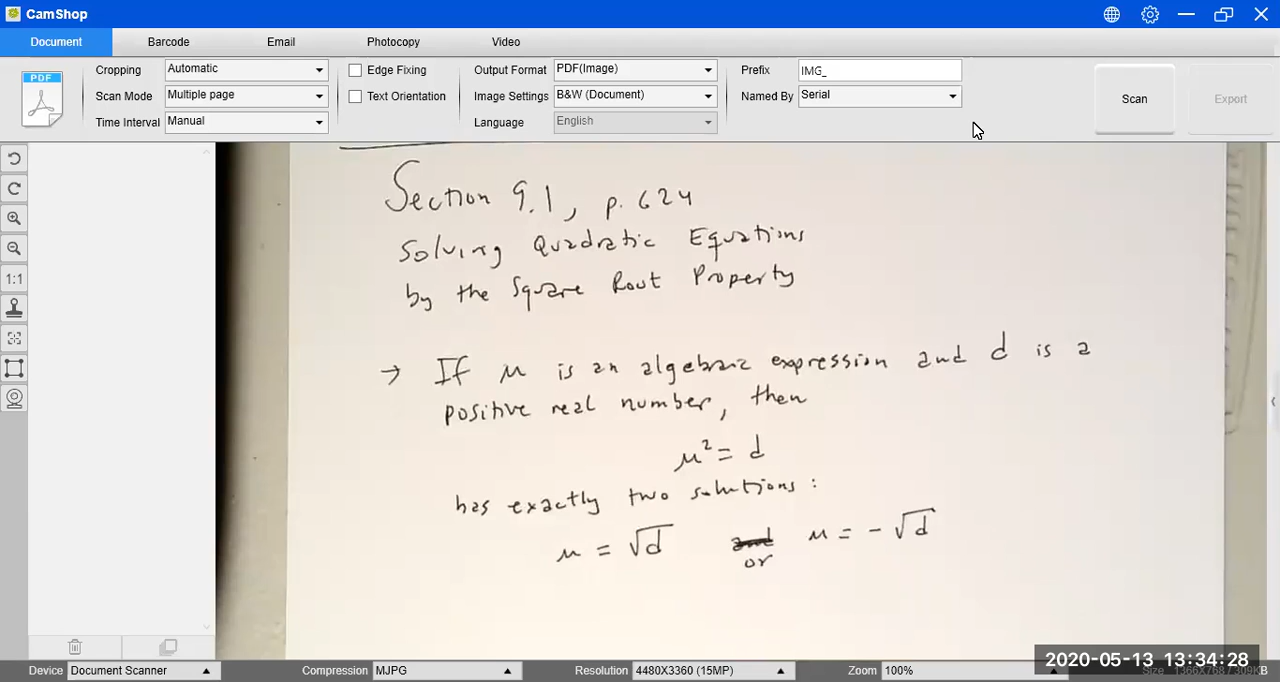 CamShop
Document Barcode Email Photocopy Video
Cropping Automatic Edge Fixing Output Format PDF(Image) Prefix IMG_
PDF
Scan Mode Multiple page Text Orientation Image Settings B&W (Document) Named By Serial Scan Export
Time Interval Manual Language English
1:1
Section 9.1, p. 624
Solving Quadratic Equations
by the Square Root Property
→ If u is an algebraic expression and d is a
positive real number, then
u² = d
has exactly two solutions:
u = √d and u = -√d
or
2020-05-13 13:34:28
Device Document Scanner Compression MJPG Resolution 4480X3360 (15MP) Zoom 100%